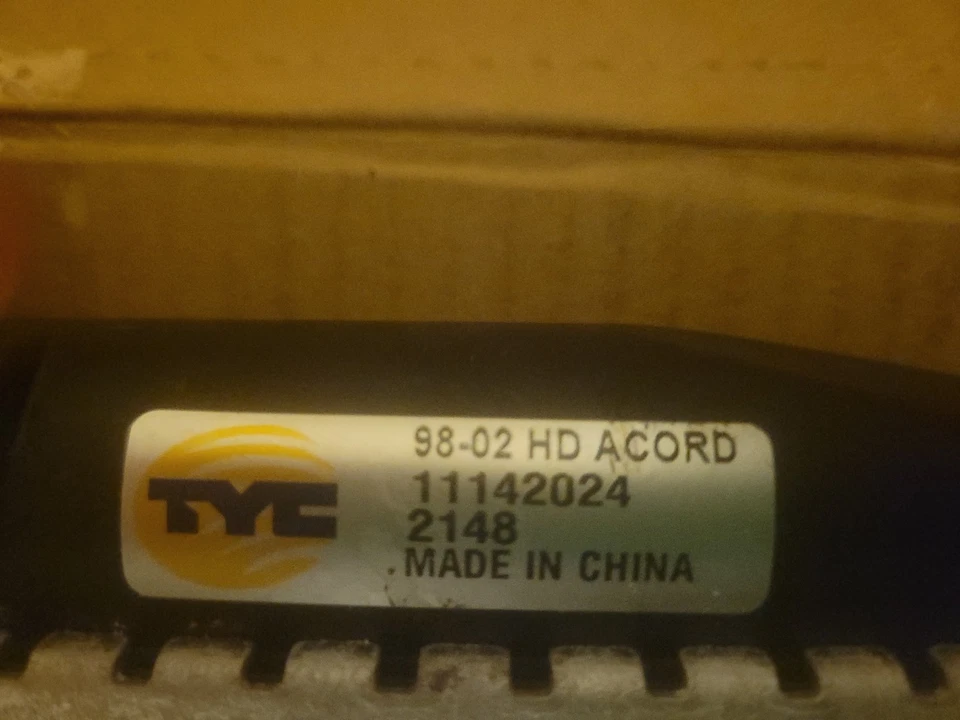 TYC
98-02 HD ACORD
11142024
2148
MADE IN CHINA